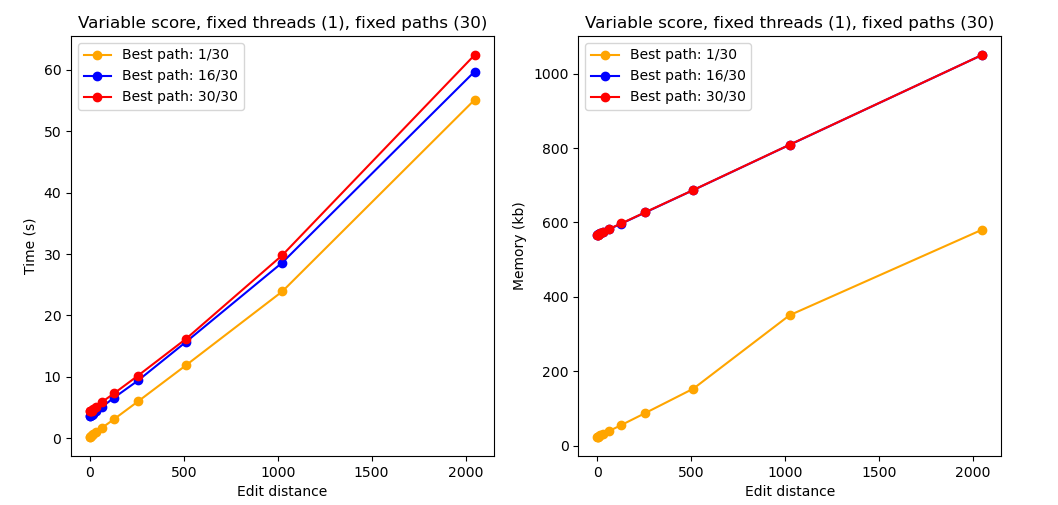 Variable score, fixed threads (1), fixed paths (30)
Best path: 1/30
Best path: 16/30
Best path: 30/30
60
50
40
30
20
10
0
Time (s)
0 500 1000 1500 2000
Edit distance
Variable score, fixed threads (1), fixed paths (30)
Best path: 1/30
Best path: 16/30
Best path: 30/30
1000
800
600
400
200
0
Memory (kb)
0 500 1000 1500 2000
Edit distance